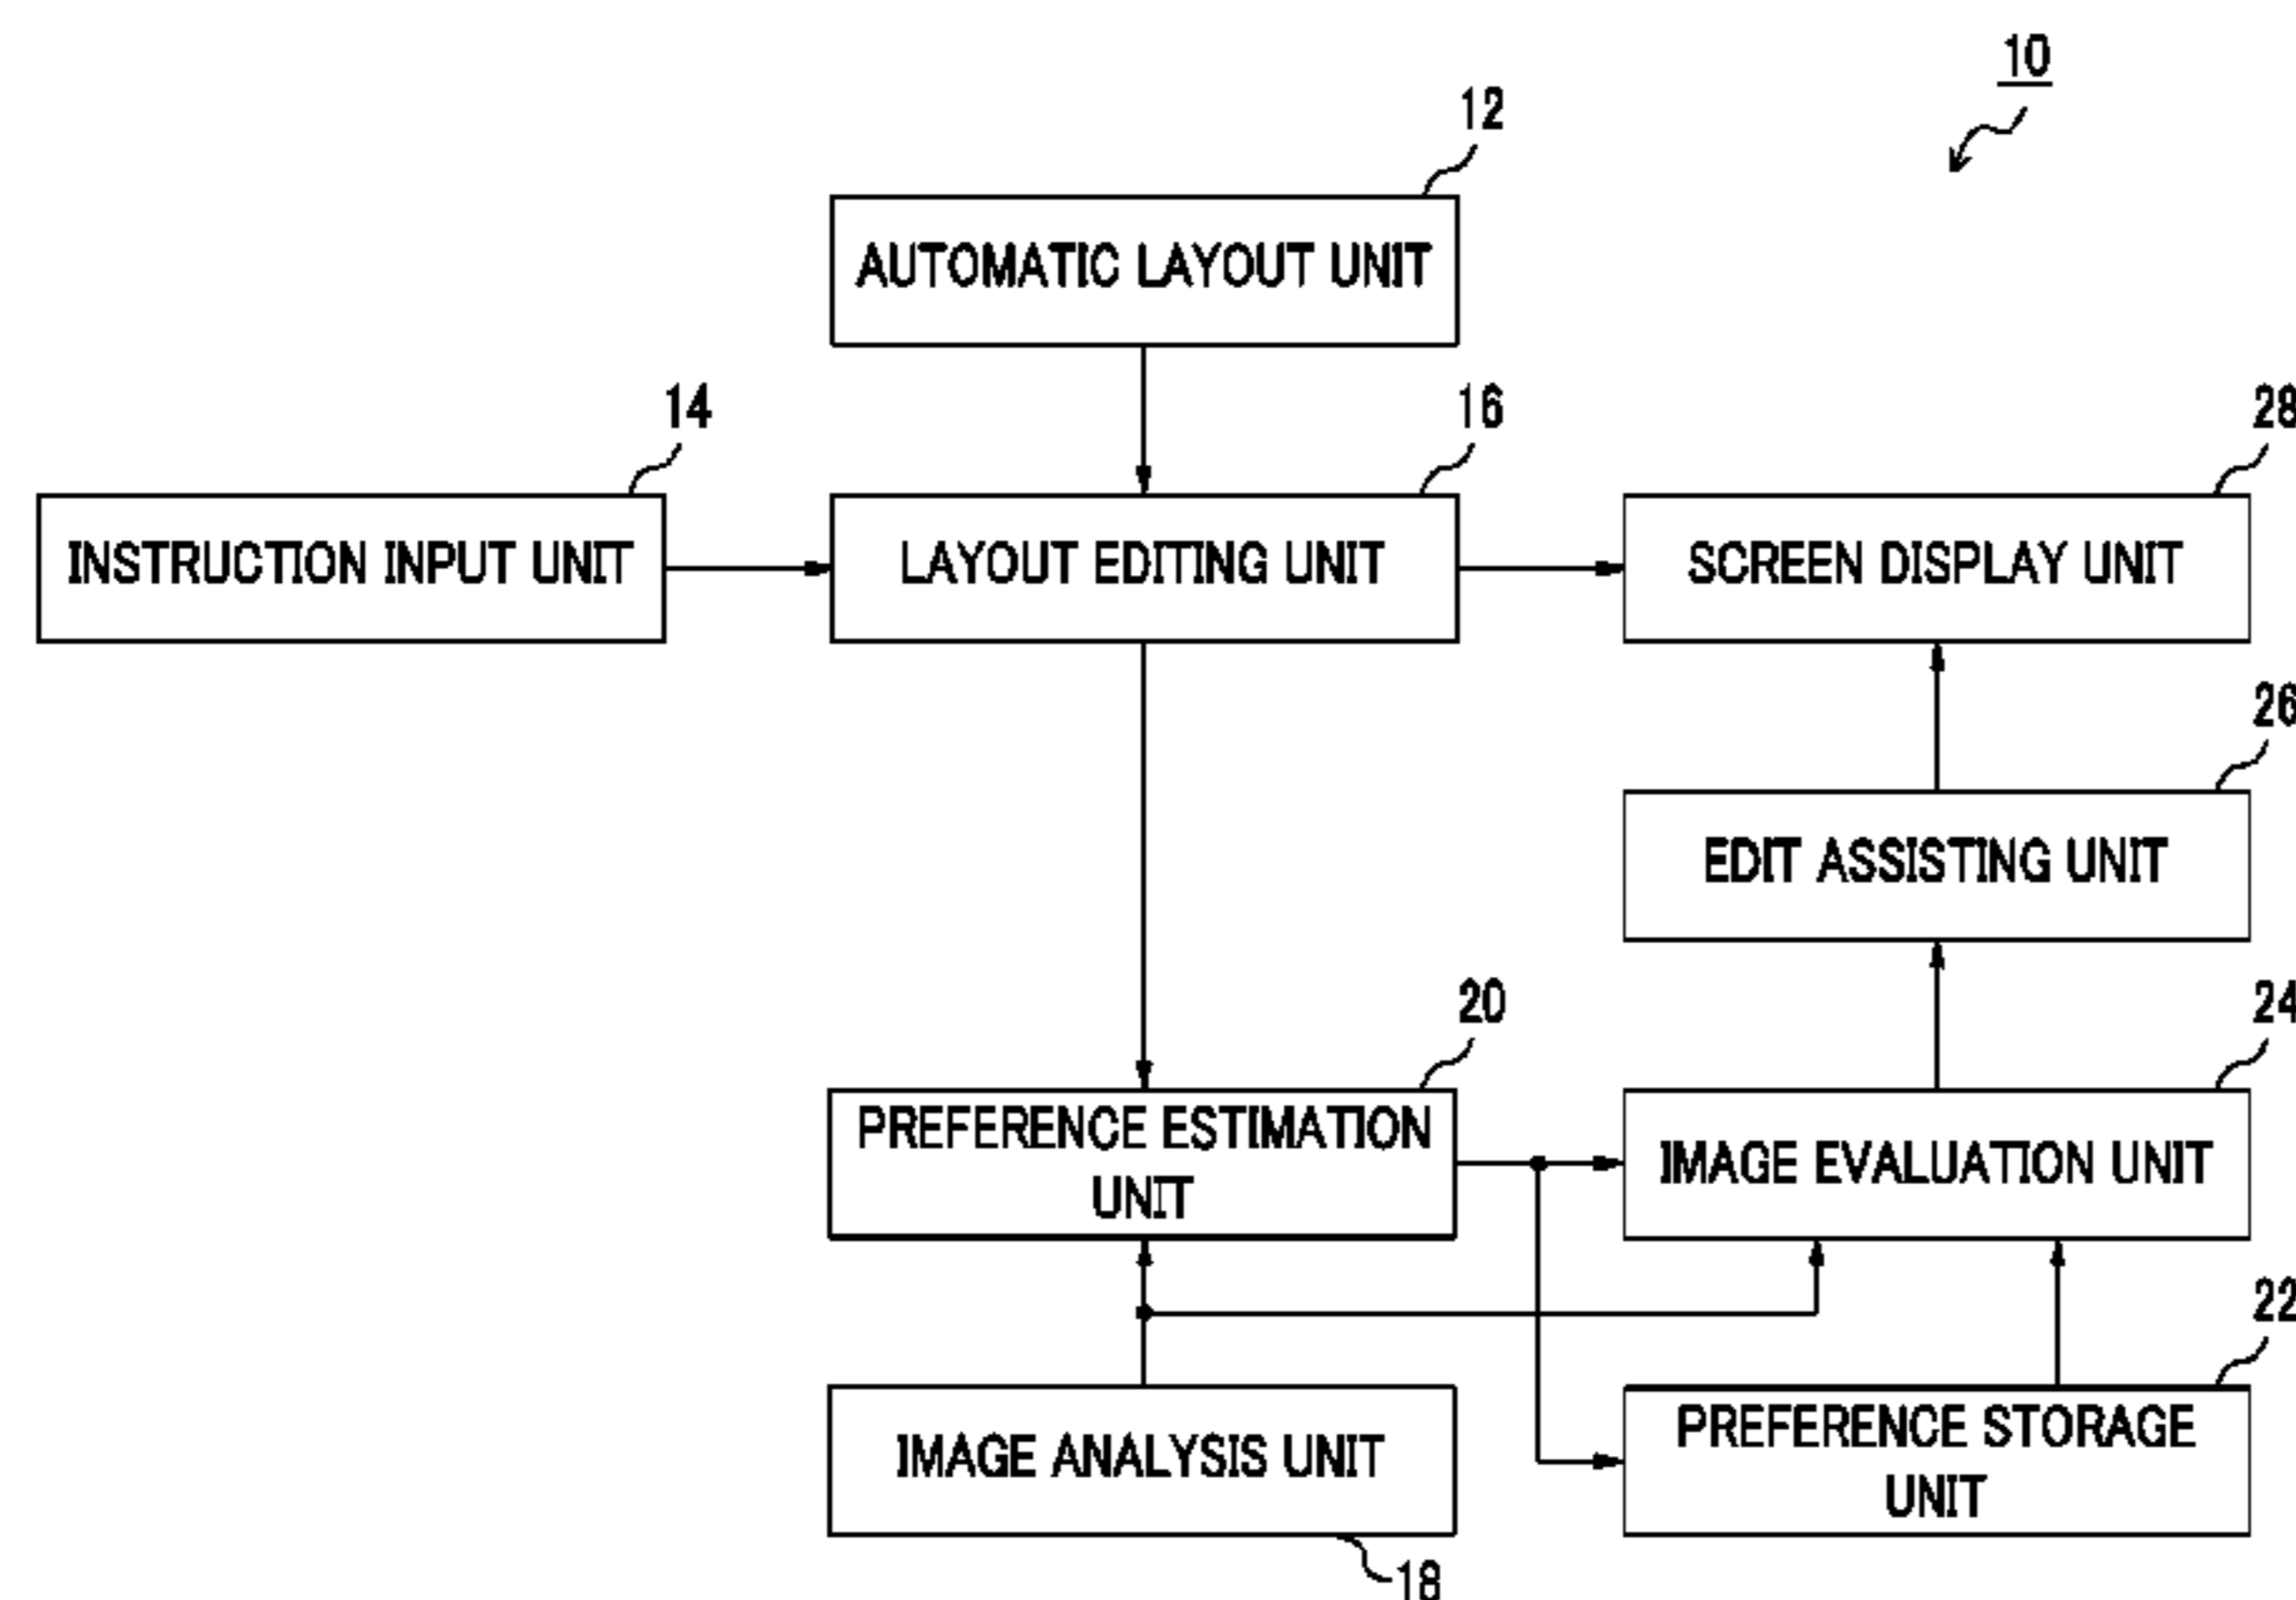 10
12
AUTOMATIC LAYOUT UNIT
14
16
28
INSTRUCTION INPUT UNIT
LAYOUT EDITING UNIT
SCREEN DISPLAY UNIT
26
EDIT ASSISTING UNIT
20
24
PREFERENCE ESTIMATION
UNIT
IMAGE EVALUATION UNIT
22
IMAGE ANALYSIS UNIT
PREFERENCE STORAGE
UNIT
18